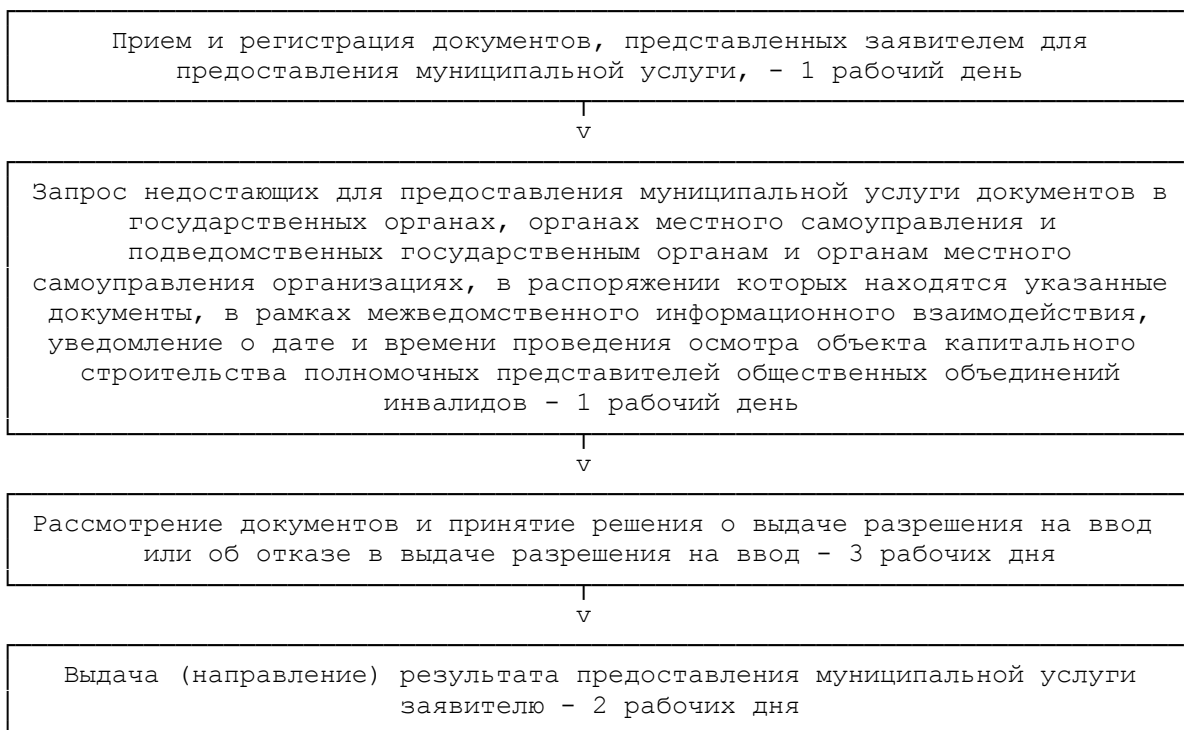 Прием и регистрация документов, представленных заявителем для
предоставления муниципальной услуги, - 1 рабочий день
v
Запрос недостающих для предоставления муниципальной услуги документов в
государственных органах, органах местного самоуправления и
подведомственных государственным органам и органам местного
самоуправления организациях, в распоряжении которых находятся указанные
документы, в рамках межведомственного информационного взаимодействия,
уведомление о дате и времени проведения осмотра объекта капитального
строительства полномочных представителей общественных объединений
инвалидов - 1 рабочий день
v
Рассмотрение документов и принятие решения о выдаче разрешения на ввод
или об отказе в выдаче разрешения на ввод - 3 рабочих дня
v
Выдача (направление) результата предоставления муниципальной услуги
заявителю - 2 рабочих дня